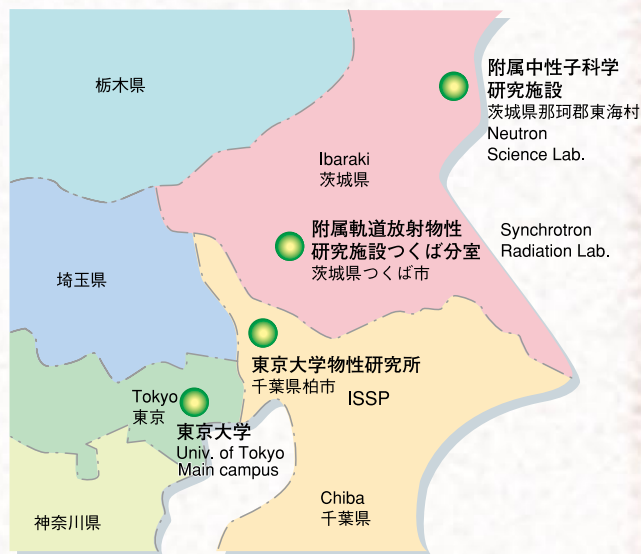 栃木県
附属中性子科学
研究施設
茨城県那珂郡東海村
Neutron
Science Lab.
Ibaraki
茨城県
附属軌道放射物性
研究施設つくば分室
茨城県つくば市
Synchrotron
Radiation Lab.
埼玉県
東京大学物性研究所
千葉県柏市
ISSP
Tokyo
東京
東京大学
Univ. of Tokyo
Main campus
Chiba
千葉県
神奈川県